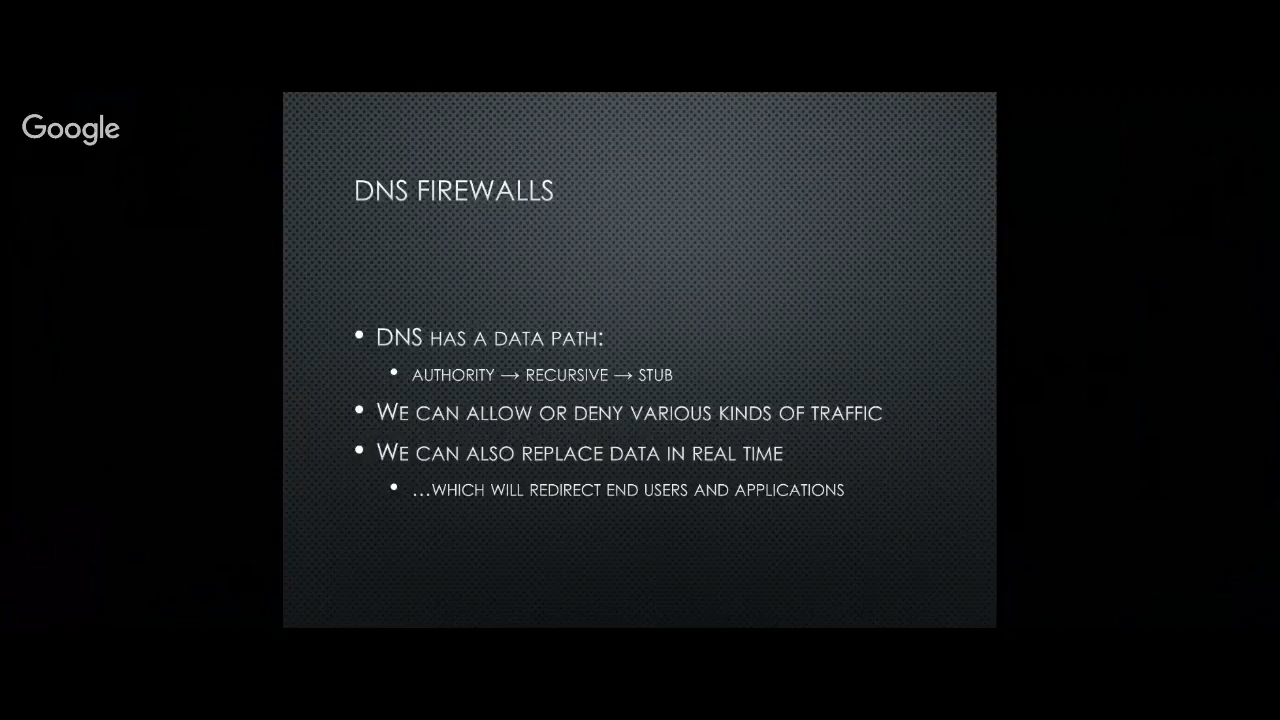 Google
DNS FIREWALLS
• DNS HAS A DATA PATH:
• AUTHORITY → RECURSIVE → STUB
• WE CAN ALLOW OR DENY VARIOUS KINDS OF TRAFFIC
• WE CAN ALSO REPLACE DATA IN REAL TIME
• …WHICH WILL REDIRECT END USERS AND APPLICATIONS